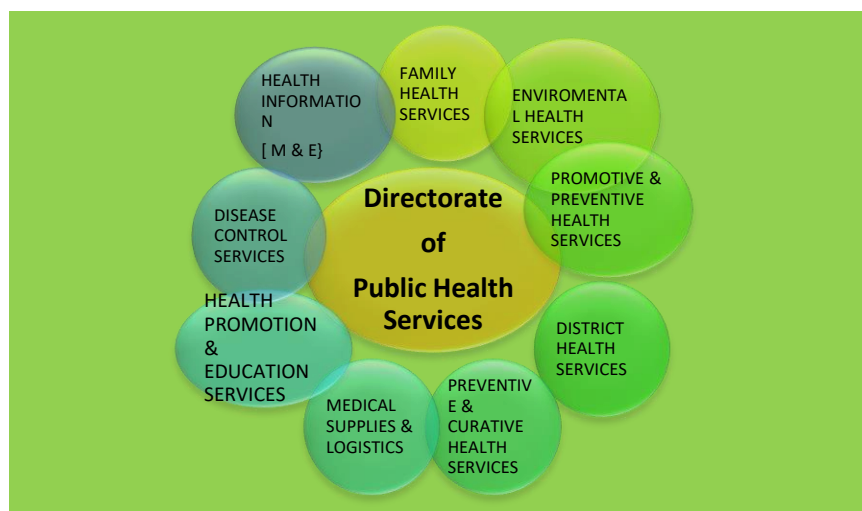 Directorate
of
Public Health
Services
FAMILY
HEALTH
SERVICES
ENVIROMENTA
L HEALTH
SERVICES
PROMOTIVE &
PREVENTIVE
HEALTH
SERVICES
DISTRICT
HEALTH
SERVICES
PREVENTIV
E &
CURATIVE
HEALTH
SERVICES
MEDICAL
SUPPLIES &
LOGISTICS
HEALTH
PROMOTION
&
EDUCATION
SERVICES
DISEASE
CONTROL
SERVICES
HEALTH
INFORMATIO
N
[ M & E}